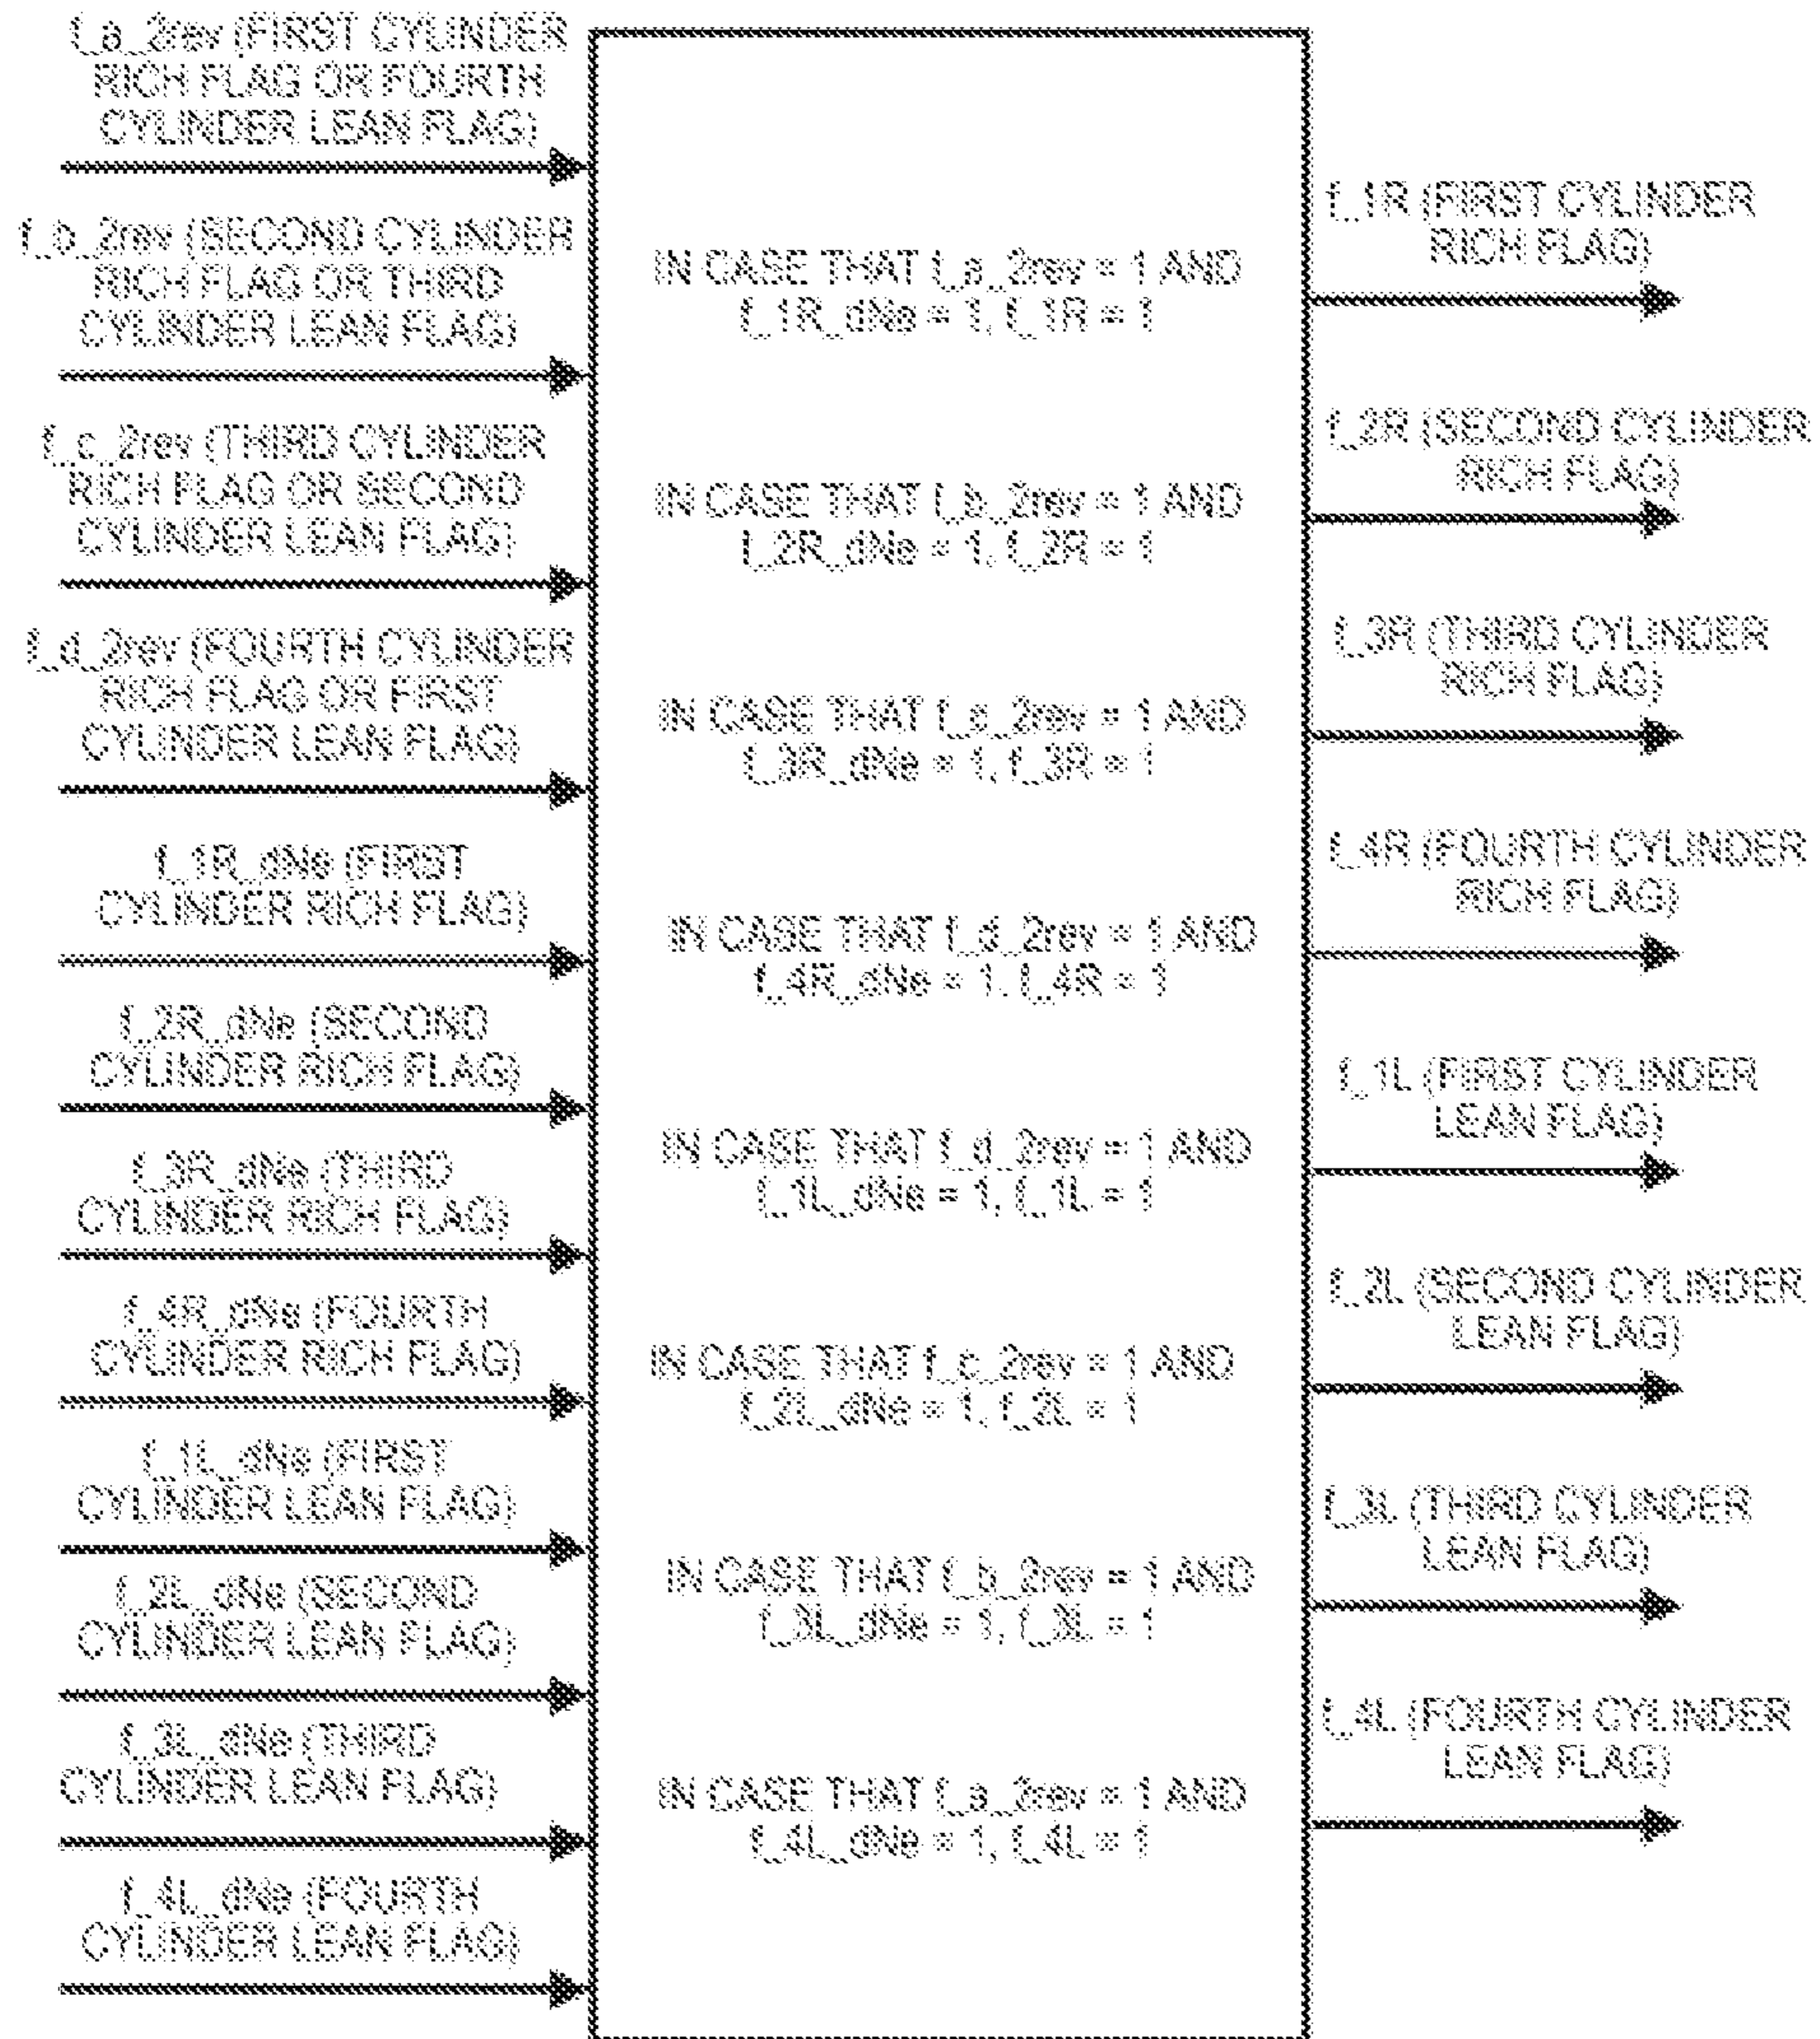 f_a_2rev (FIRST CYLINDER
RICH FLAG OR FOURTH
CYLINDER LEAN FLAG)
f_b_2rev (SECOND CYLINDER
RICH FLAG OR THIRD
CYLINDER LEAN FLAG)
f_c_2rev (THIRD CYLINDER
RICH FLAG OR SECOND
CYLINDER LEAN FLAG)
f_d_2rev (FOURTH CYLINDER
RICH FLAG OR FIRST
CYLINDER LEAN FLAG)
f_1R_dNe (FIRST
CYLINDER RICH FLAG)
f_2R_dNe (SECOND
CYLINDER RICH FLAG)
f_3R_dNe (THIRD
CYLINDER RICH FLAG)
f_4R_dNe (FOURTH
CYLINDER RICH FLAG)
f_1L_dNe (FIRST
CYLINDER LEAN FLAG)
f_2L_dNe (SECOND
CYLINDER LEAN FLAG)
f_3L_dNe (THIRD
CYLINDER LEAN FLAG)
f_4L_dNe (FOURTH
CYLINDER LEAN FLAG)
IN CASE THAT f_a_2rev = 1 AND
f_1R_dNe = 1, f_1R = 1
IN CASE THAT f_b_2rev = 1 AND
f_2R_dNe = 1, f_2R = 1
IN CASE THAT f_c_2rev = 1 AND
f_3R_dNe = 1, f_3R = 1
IN CASE THAT f_d_2rev = 1 AND
f_4R_dNe = 1, f_4R = 1
IN CASE THAT f_d_2rev = 1 AND
f_1L_dNe = 1, f_1L = 1
IN CASE THAT f_c_2rev = 1 AND
f_2L_dNe = 1, f_2L = 1
IN CASE THAT f_b_2rev = 1 AND
f_3L_dNe = 1, f_3L = 1
IN CASE THAT f_a_2rev = 1 AND
f_4L_dNe = 1, f_4L = 1
f_1R (FIRST CYLINDER
RICH FLAG)
f_2R (SECOND CYLINDER
RICH FLAG)
f_3R (THIRD CYLINDER
RICH FLAG)
f_4R (FOURTH CYLINDER
RICH FLAG)
f_1L (FIRST CYLINDER
LEAN FLAG)
f_2L (SECOND CYLINDER
LEAN FLAG)
f_3L (THIRD CYLINDER
LEAN FLAG)
f_4L (FOURTH CYLINDER
LEAN FLAG)